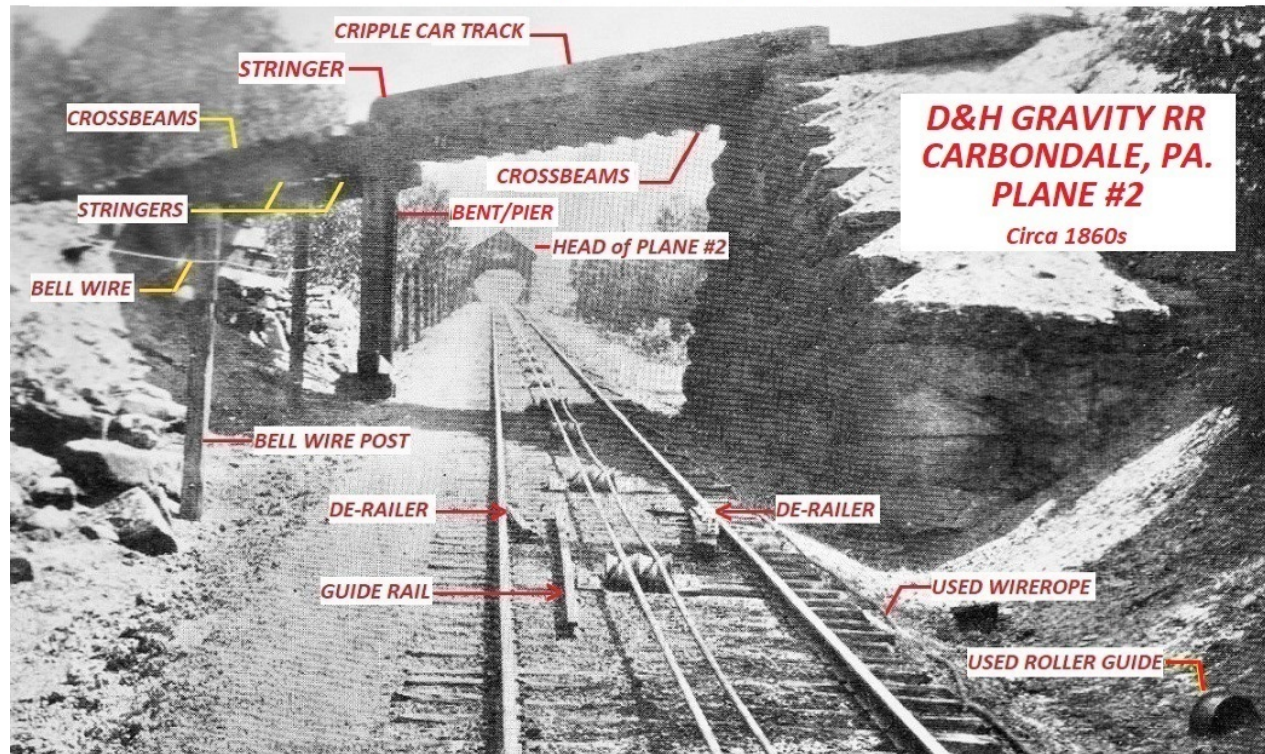 CRIPPLE CAR TRACK
STRINGER
CROSSBEAMS
D&H GRAVITY RR
CARBONDALE, PA.
PLANE #2
Circa 1860s
CROSSBEAMS
STRINGERS
BENT/PIER
HEAD of PLANE #2
BELL WIRE
BELL WIRE POST
DE-RAILER
DE-RAILER
GUIDE RAIL
USED WIREROPE
USED ROLLER GUIDE